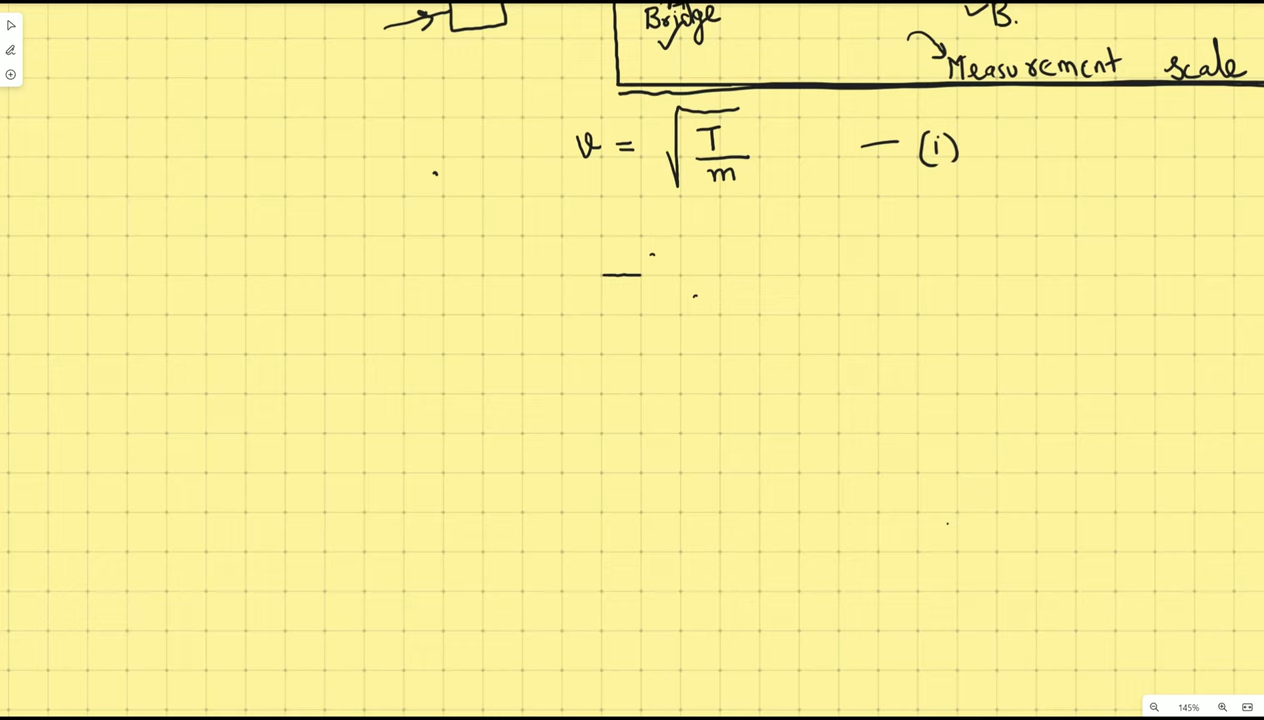 Bridge
B.
Measurement scale
v = √(T/m) — (i)
145%